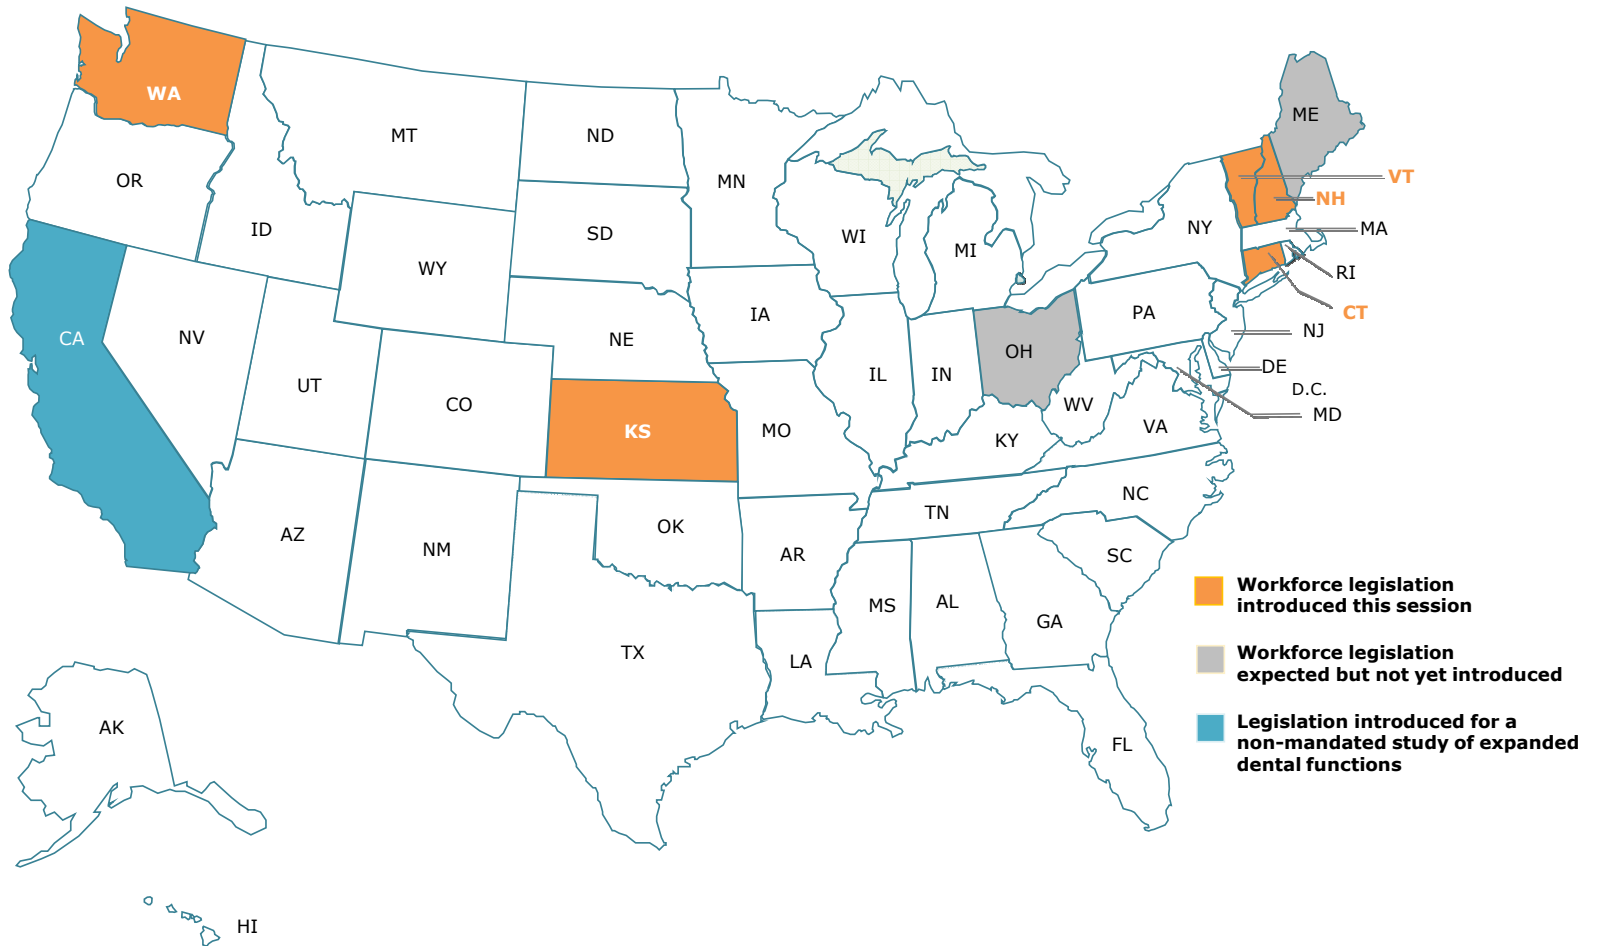 WA
MT
ND
MN
ME
OR
VT
NH
ID
SD
WI
MI
NY
MA
WY
RI
CA
NV
NE
IA
PA
CT
NJ
UT
CO
IL
IN
OH
DE
D.C.
WV
MD
KS
MO
KY
VA
AZ
NM
OK
AR
TN
NC
SC
MS
AL
GA
TX
LA
AK
FL
HI
Workforce legislation
introduced this session
Workforce legislation
expected but not yet introduced
Legislation introduced for a
non-mandated study of expanded
dental functions